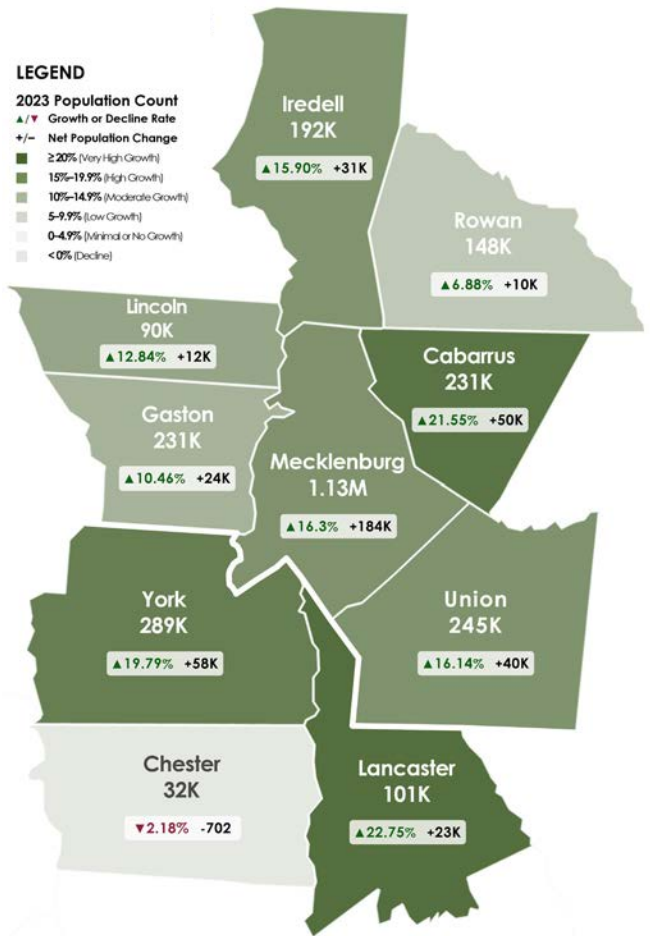 LEGEND
2023 Population Count
▲/▼ Growth or Decline Rate
+/− Net Population Change
≥20% (Very High Growth)
15%–19.9% (High Growth)
10%–14.9% (Moderate Growth)
5–9.9% (Low Growth)
0–4.9% (Minimal or No Growth)
<0% (Decline)
Iredell
192K
▲15.90% +31K
Rowan
148K
▲6.88% +10K
Lincoln
90K
▲12.84% +12K
Cabarrus
231K
▲21.55% +50K
Gaston
231K
▲10.46% +24K
Mecklenburg
1.13M
▲16.3% +184K
York
289K
▲19.79% +58K
Union
245K
▲16.14% +40K
Chester
32K
▼2.18% -702
Lancaster
101K
▲22.75% +23K